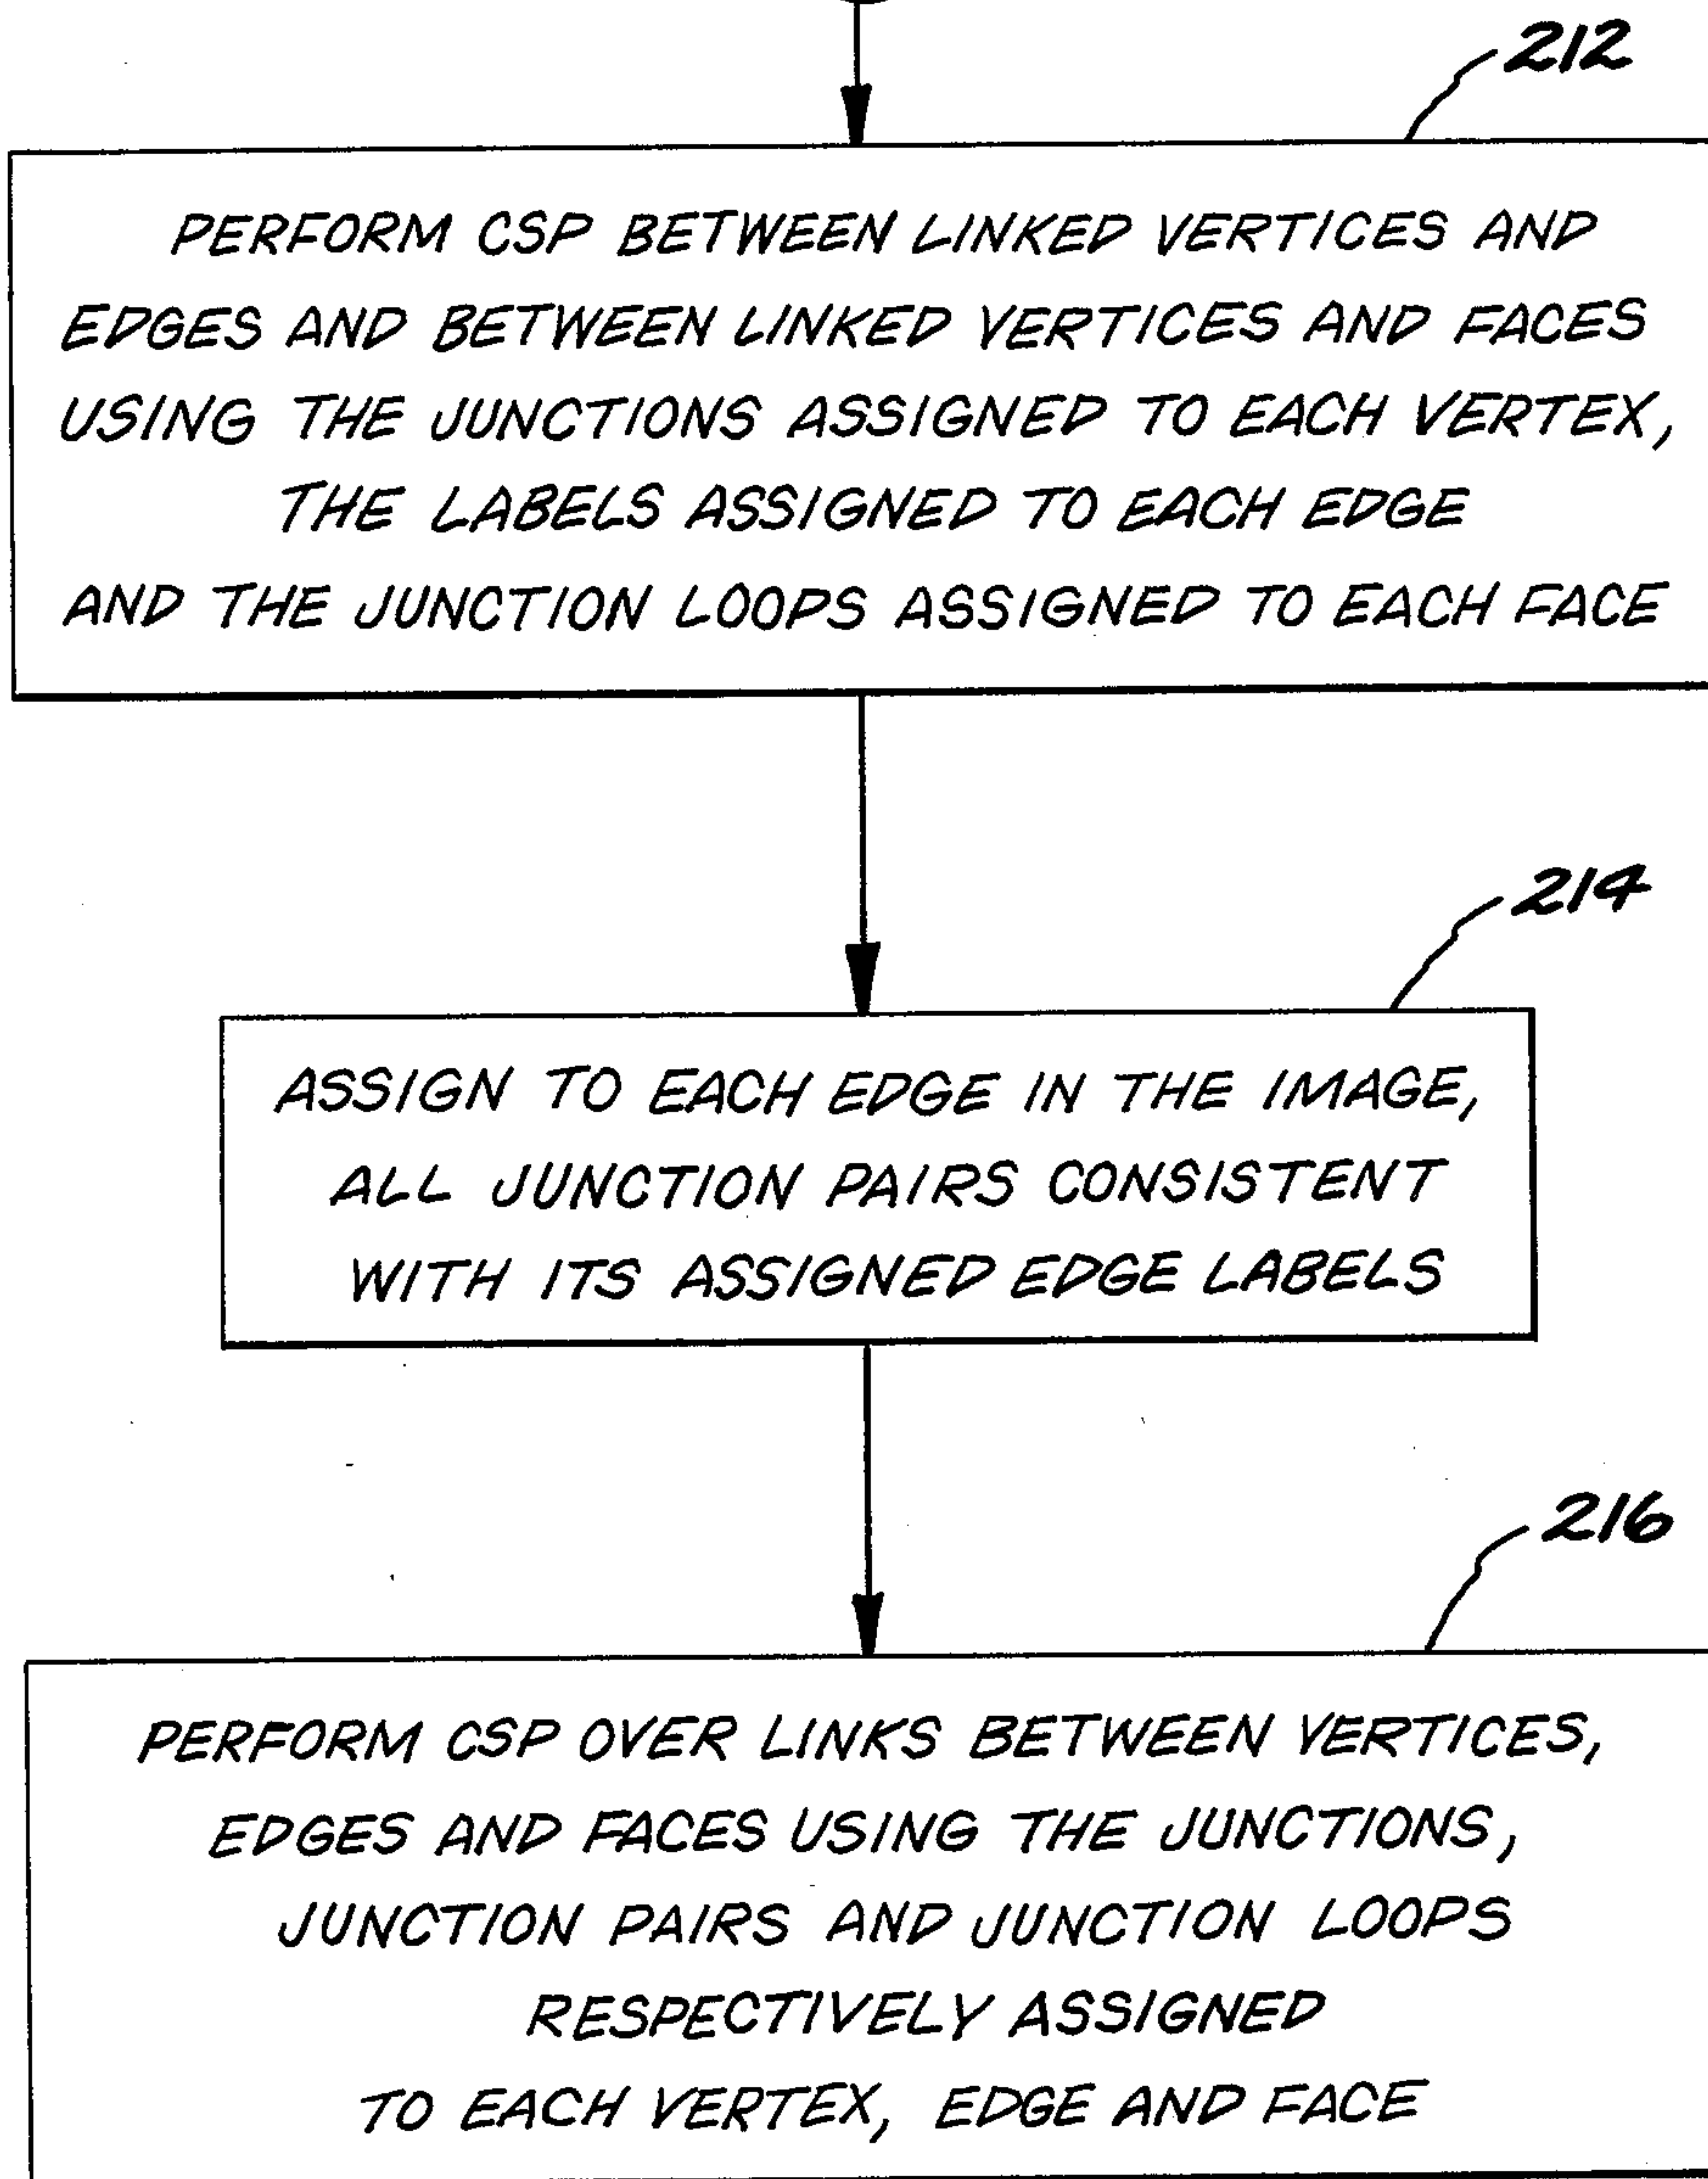 212
PERFORM CSP BETWEEN LINKED VERTICES AND
EDGES AND BETWEEN LINKED VERTICES AND FACES
USING THE JUNCTIONS ASSIGNED TO EACH VERTEX,
THE LABELS ASSIGNED TO EACH EDGE
AND THE JUNCTION LOOPS ASSIGNED TO EACH FACE
214
ASSIGN TO EACH EDGE IN THE IMAGE,
ALL JUNCTION PAIRS CONSISTENT
WITH ITS ASSIGNED EDGE LABELS
216
PERFORM CSP OVER LINKS BETWEEN VERTICES,
EDGES AND FACES USING THE JUNCTIONS,
JUNCTION PAIRS AND JUNCTION LOOPS
RESPECTIVELY ASSIGNED
TO EACH VERTEX, EDGE AND FACE